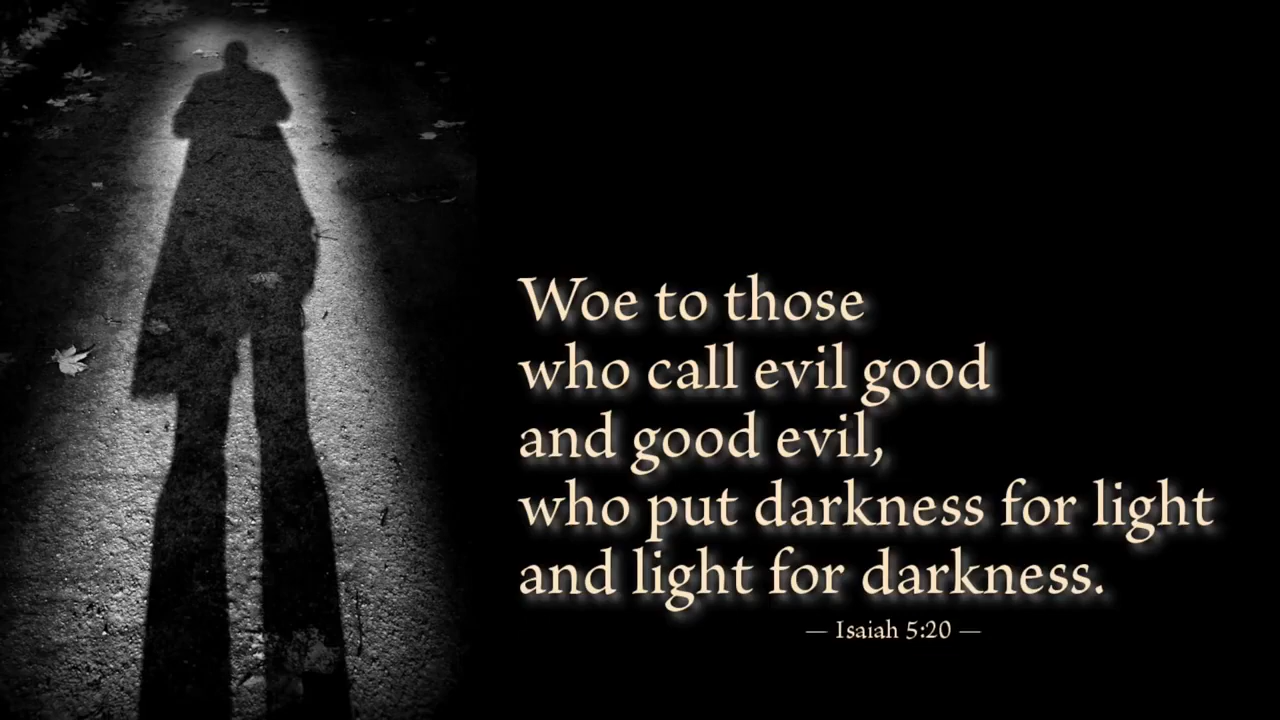 Woe to those
who call evil good
and good evil,
who put darkness for light
and light for darkness.
— Isaiah 5:20 —